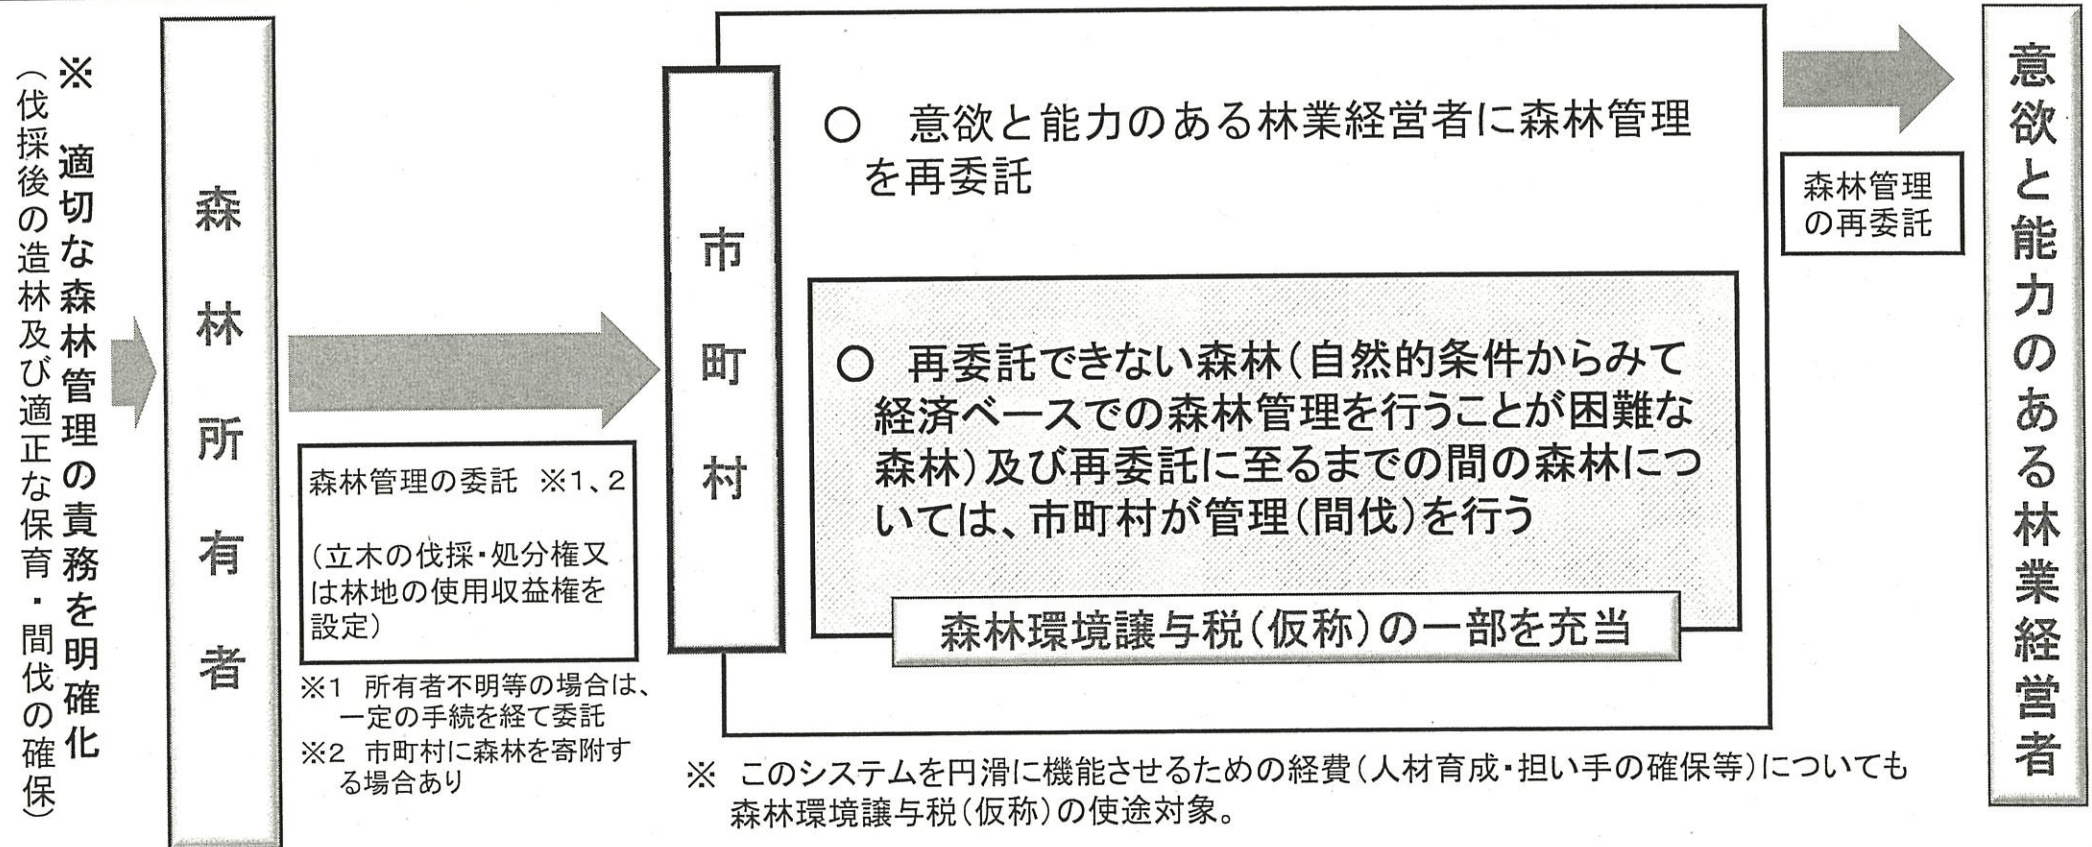 ※　適切な森林管理の責務を明確化
（伐採後の造林及び適正な保育・間伐の確保）
森林所有者
森林管理の委託　※1、2
（立木の伐採・処分権又
は林地の使用収益権を
設定）
※1　所有者不明等の場合は、
一定の手続を経て委託
※2　市町村に森林を寄附す
る場合あり
市町村
○　意欲と能力のある林業経営者に森林管理
を再委託
○　再委託できない森林（自然的条件からみて
経済ベースでの森林管理を行うことが困難な
森林）及び再委託に至るまでの間の森林につ
いては、市町村が管理（間伐）を行う
森林環境譲与税（仮称）の一部を充当
※　このシステムを円滑に機能させるための経費（人材育成・担い手の確保等）についても
森林環境譲与税（仮称）の使途対象。
森林管理
の再委託
意欲と能力のある林業経営者